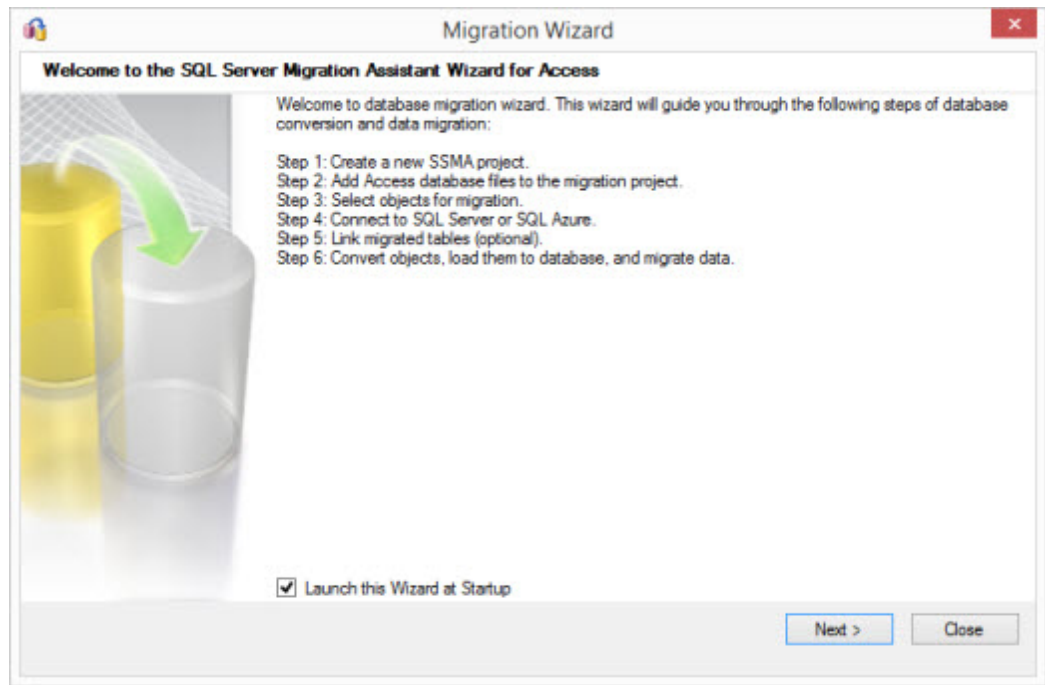 Migration Wizard
Welcome to the SQL Server Migration Assistant Wizard for Access
Welcome to database migration wizard. This wizard will guide you through the following steps of database
conversion and data migration:
Step 1: Create a new SSMA project.
Step 2: Add Access database files to the migration project.
Step 3: Select objects for migration.
Step 4: Connect to SQL Server or SQL Azure.
Step 5: Link migrated tables (optional).
Step 6: Convert objects, load them to database, and migrate data.
Launch this Wizard at Startup
Next >
Close